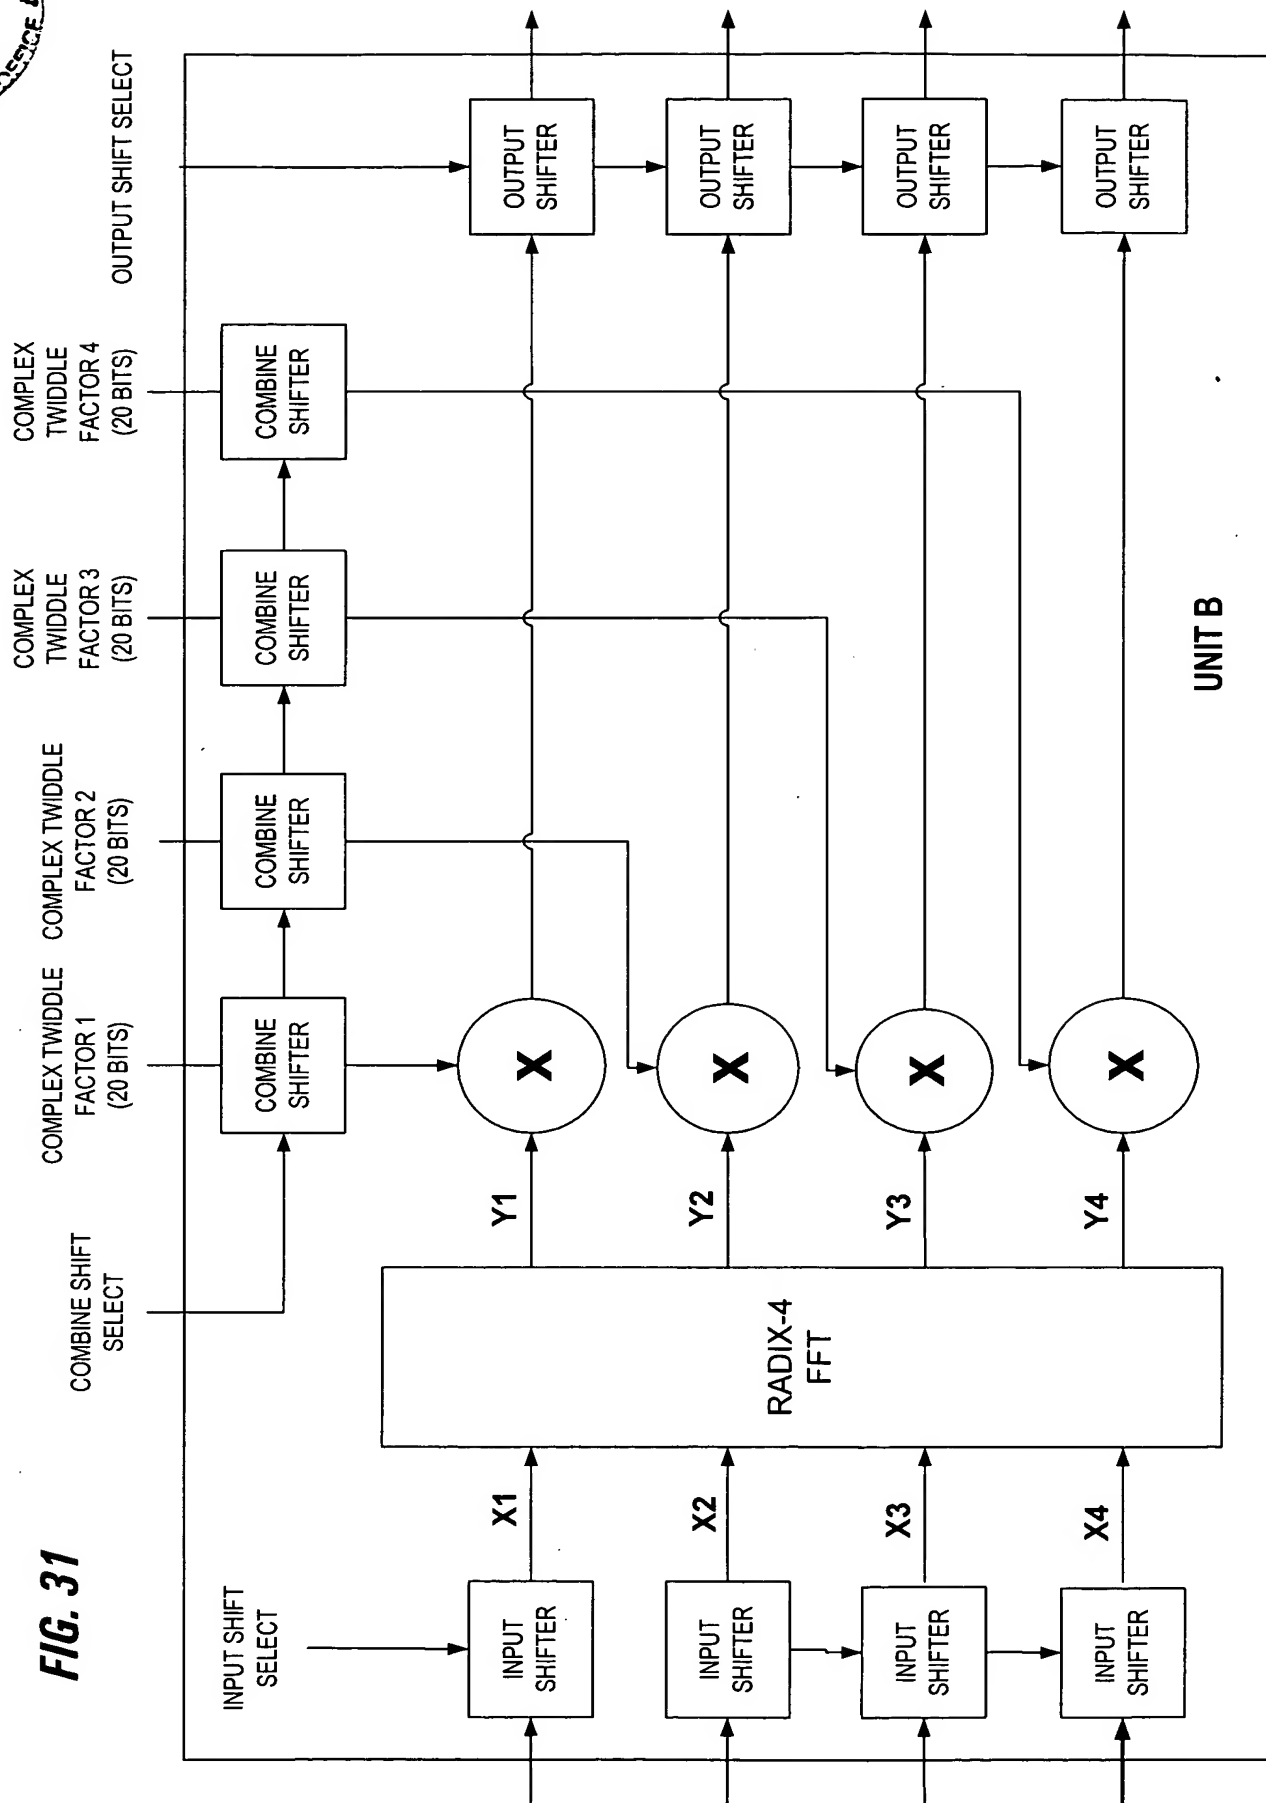 OFFICE
FIG. 31
INPUT SHIFT
SELECT
COMBINE SHIFT
SELECT
COMPLEX TWIDDLE
FACTOR 1
(20 BITS)
COMPLEX TWIDDLE
FACTOR 2
(20 BITS)
COMPLEX
TWIDDLE
FACTOR 3
(20 BITS)
COMPLEX
TWIDDLE
FACTOR 4
(20 BITS)
OUTPUT SHIFT SELECT
COMBINE
SHIFTER
COMBINE
SHIFTER
COMBINE
SHIFTER
COMBINE
SHIFTER
INPUT
SHIFTER
X1
Y1
X
OUTPUT
SHIFTER
INPUT
SHIFTER
X2
Y2
X
OUTPUT
SHIFTER
RADIX-4
FFT
INPUT
SHIFTER
X3
Y3
X
OUTPUT
SHIFTER
INPUT
SHIFTER
X4
Y4
X
OUTPUT
SHIFTER
UNIT B